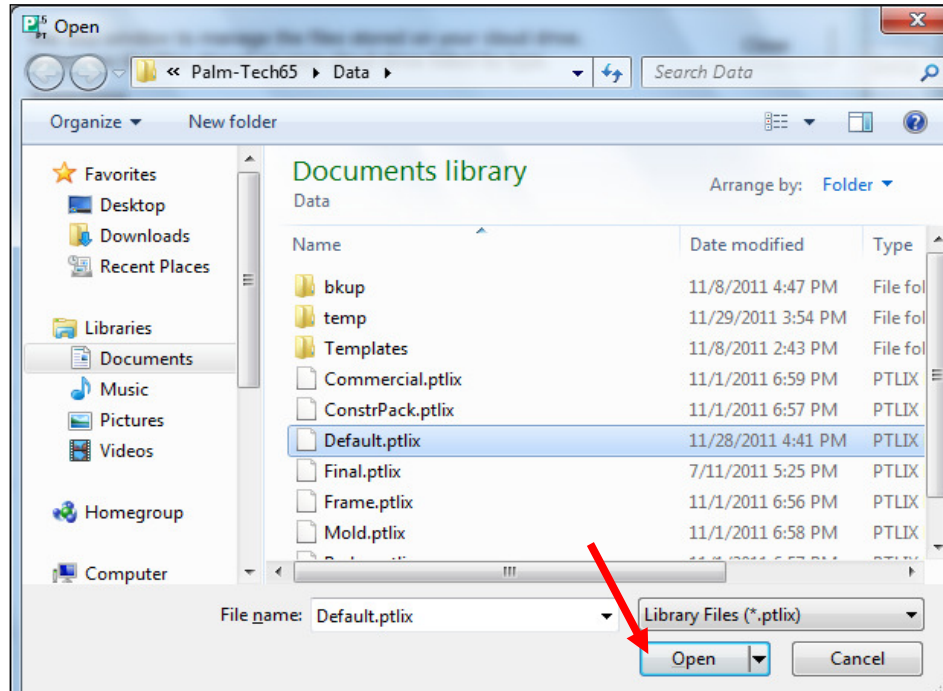 Open
« Palm-Tech65 Data Search Data
Organize New folder
Favorites
Desktop
Downloads
Recent Places
Libraries
Documents
Music
Pictures
Videos
Homegroup
Computer
Documents library
Data
Arrange by: Folder
Name Date modified Type
bkup 11/8/2011 4:47 PM File fol
temp 11/29/2011 3:54 PM File fol
Templates 11/8/2011 2:43 PM File fol
Commercial.ptlix 11/1/2011 6:59 PM PTLIX
ConstrPack.ptlix 11/1/2011 6:57 PM PTLIX
Default.ptlix 11/28/2011 4:41 PM PTLIX
Final.ptlix 7/11/2011 5:25 PM PTLIX
Frame.ptlix 11/1/2011 6:56 PM PTLIX
Mold.ptlix 11/1/2011 6:58 PM PTLIX
File name: Default.ptlix Library Files (*.ptlix)
Open Cancel